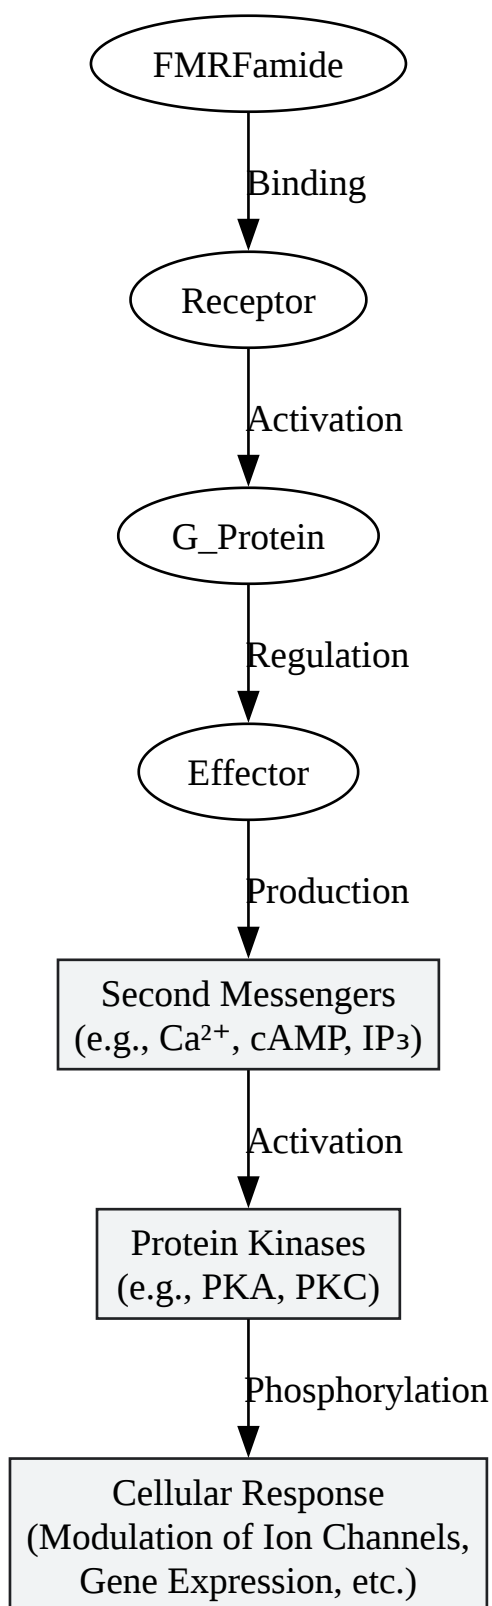 FMRFamide
Binding
Receptor
Activation
G_Protein
Regulation
Effector
Production
Second Messengers
(e.g., Ca²⁺, cAMP, IP₃)
Activation
Protein Kinases
(e.g., PKA, PKC)
Phosphorylation
Cellular Response
(Modulation of Ion Channels,
Gene Expression, etc.)